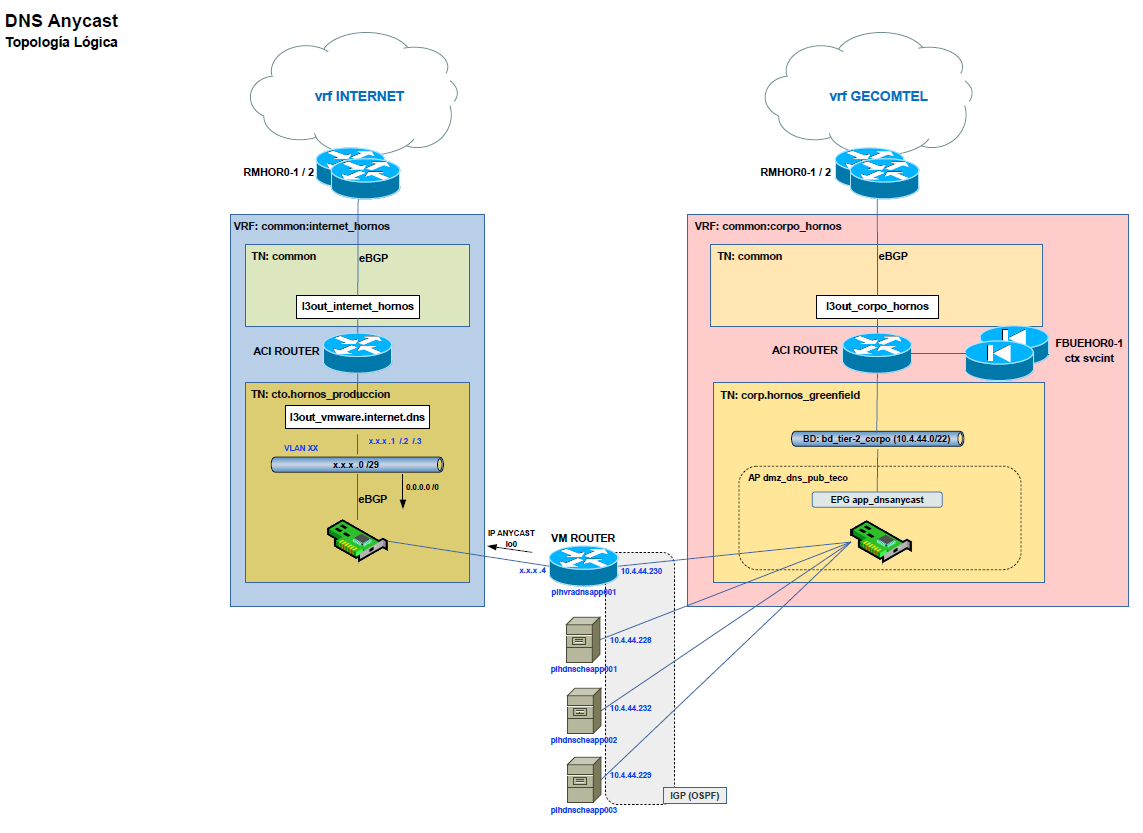 DNS Anycast
Topología Lógica
vrf INTERNET
vrf GECOMTEL
RMHOR0-1 / 2
RMHOR0-1 / 2
VRF: common:internet_hornos
TN: common
eBGP
l3out_internet_hornos
ACI ROUTER
TN: cto.hornos_produccion
l3out_vmware.internet.dns
VLAN XX
x.x.x .1 /.2 /.3
x.x.x .0 /29
0.0.0.0 /0
eBGP
VRF: common:corpo_hornos
TN: common
eBGP
l3out_corpo_hornos
ACI ROUTER
FBUEHOR0-1
ctx svcint
TN: corp.hornos_greenfield
BD: bd_tier-2_corpo (10.4.44.0/22)
AP dmz_dns_pub_teco
EPG app_dnsanycast
IP ANYCAST
lo0
VM ROUTER
x.x.x .4
10.4.44.230
plhvradnsapp001
10.4.44.228
plhdnscheapp001
10.4.44.232
plhdnscheapp002
10.4.44.229
plhdnscheapp003
IGP (OSPF)